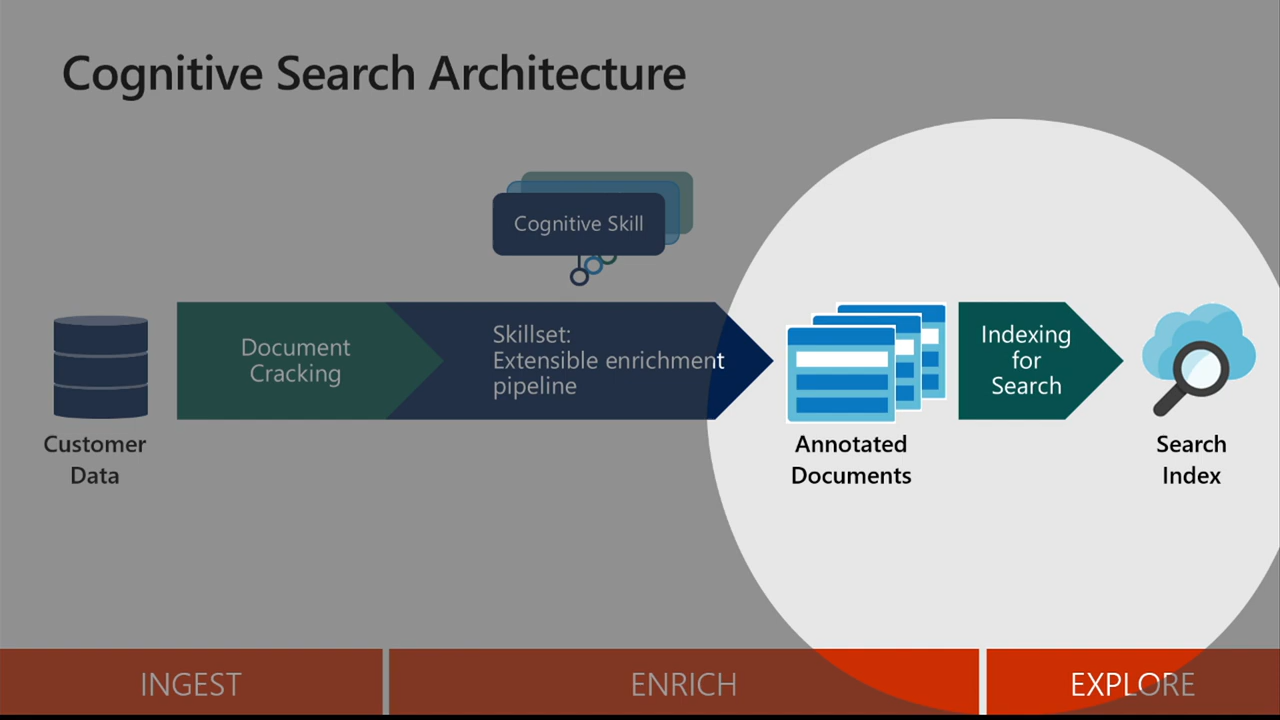 Cognitive Search Architecture
Cognitive Skill
Document
Cracking
Skillset:
Extensible enrichment
pipeline
Indexing
for
Search
Customer
Data
Annotated
Documents
Search
Index
INGEST
ENRICH
EXPLORE